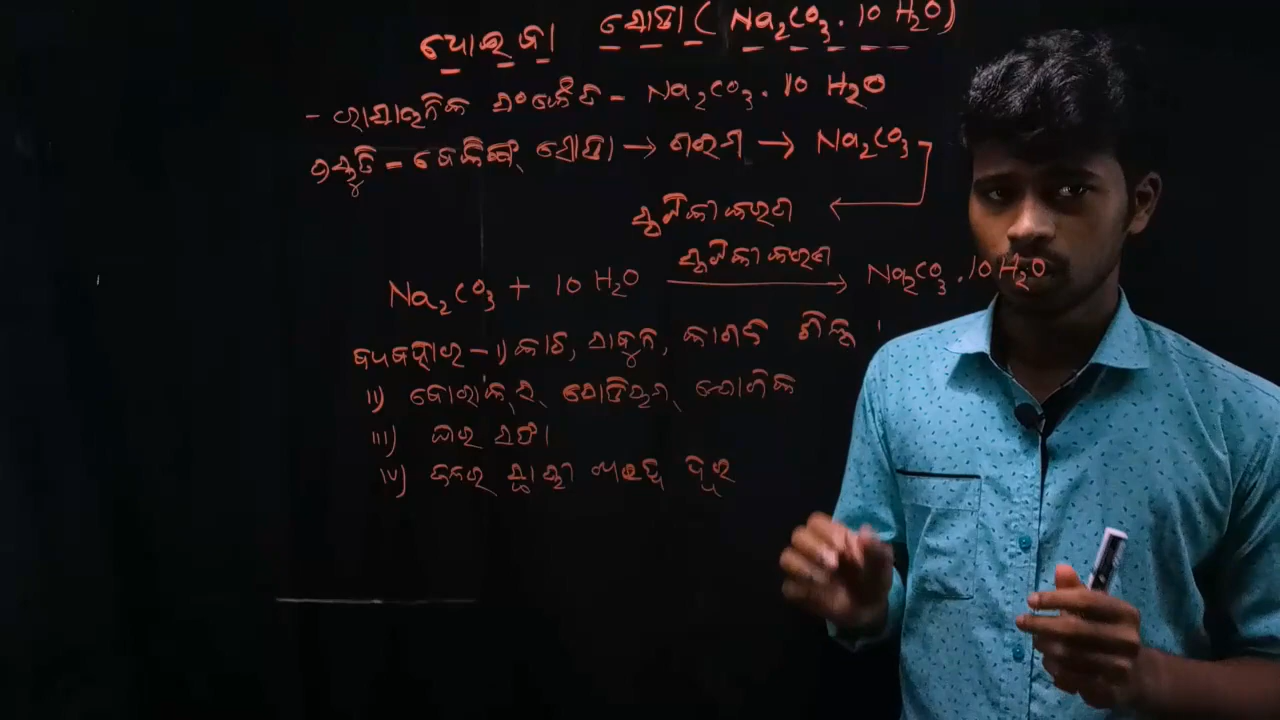 ଧୋଇବା ସୋଡା (Na₂CO₃. 10 H₂O)
- ରାସାୟନିକ ସଂକେତ - Na₂CO₃. 10 H₂O
ପ୍ରସ୍ତୁତି - ବେକିଙ୍ଗ୍ ସୋଡା → ଗରମ → Na₂CO₃
ସ୍ଫଟିକୀକରଣ
ସ୍ଫଟିକୀକରଣ
Na₂CO₃ + 10 H₂O → Na₂CO₃. 10 H₂O
ବ୍ୟବହାର - i) କାଚ, ସାବୁନ, କାଗଜ ଶିଳ୍ପ ।
ii) ବୋରାକ୍ସ ସୋଡିୟମ୍ ଯୌଗିକ
iii) ଘର ସଫା
iv) ଜଳର ସ୍ଥାୟୀ ଖରତ୍ୱ ଦୂର